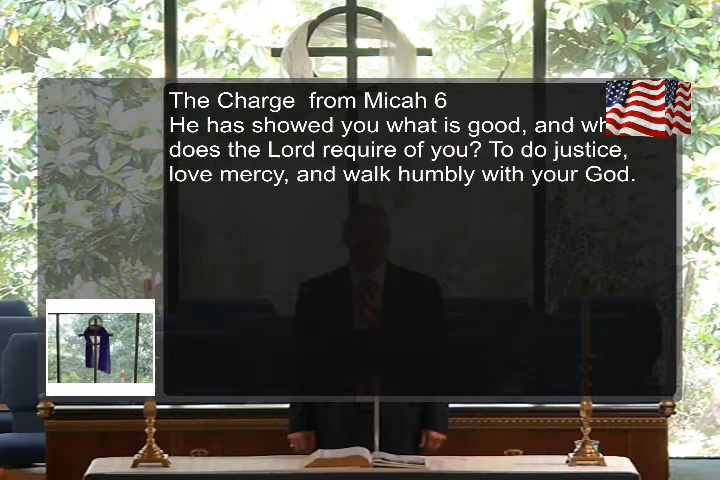 The Charge from Micah 6
He has showed you what is good, and wh
does the Lord require of you? To do justice,
love mercy, and walk humbly with your God.